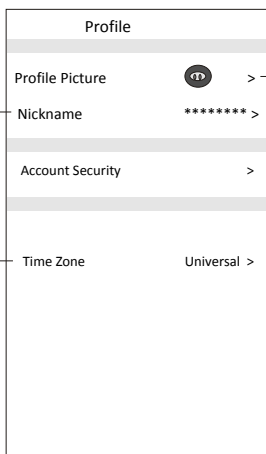 Profile
Profile Picture >
Nickname ******** >
Account Security >
Time Zone Universal >